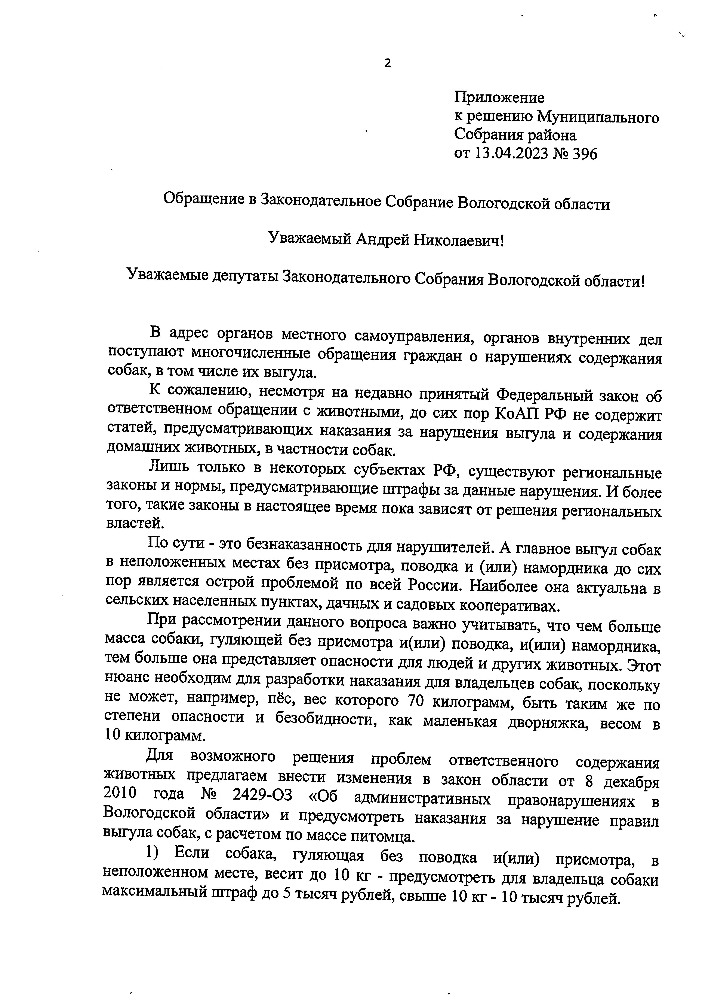 2
Приложение
к решению Муниципального
Собрания района
от 13.04.2023 № 396
Обращение в Законодательное Собрание Вологодской области
Уважаемый Андрей Николаевич!
Уважаемые депутаты Законодательного Собрания Вологодской области!
В адрес органов местного самоуправления, органов внутренних дел
поступают многочисленные обращения граждан о нарушениях содержания
собак, в том числе их выгула.
К сожалению, несмотря на недавно принятый Федеральный закон об
ответственном обращении с животными, до сих пор КоАП РФ не содержит
статей, предусматривающих наказания за нарушения выгула и содержания
домашних животных, в частности собак.
Лишь только в некоторых субъектах РФ, существуют региональные
законы и нормы, предусматривающие штрафы за данные нарушения. И более
того, такие законы в настоящее время пока зависят от решения региональных
властей.
По сути - это безнаказанность для нарушителей. А главное выгул собак
в неположенных местах без присмотра, поводка и (или) намордника до сих
пор является острой проблемой по всей России. Наиболее она актуальна в
сельских населенных пунктах, дачных и садовых кооперативах.
При рассмотрении данного вопроса важно учитывать, что чем больше
масса собаки, гуляющей без присмотра и(или) поводка, и(или) намордника,
тем больше она представляет опасности для людей и других животных. Этот
нюанс необходим для разработки наказания для владельцев собак, поскольку
не может, например, пёс, вес которого 70 килограмм, быть таким же по
степени опасности и безобидности, как маленькая дворняжка, весом в
10 килограмм.
Для возможного решения проблем ответственного содержания
животных предлагаем внести изменения в закон области от 8 декабря
2010 года № 2429-ОЗ «Об административных правонарушениях в
Вологодской области» и предусмотреть наказания за нарушение правил
выгула собак, с расчетом по массе питомца.
1) Если собака, гуляющая без поводка и(или) присмотра, в
неположенном месте, весит до 10 кг - предусмотреть для владельца собаки
максимальный штраф до 5 тысяч рублей, свыше 10 кг - 10 тысяч рублей.